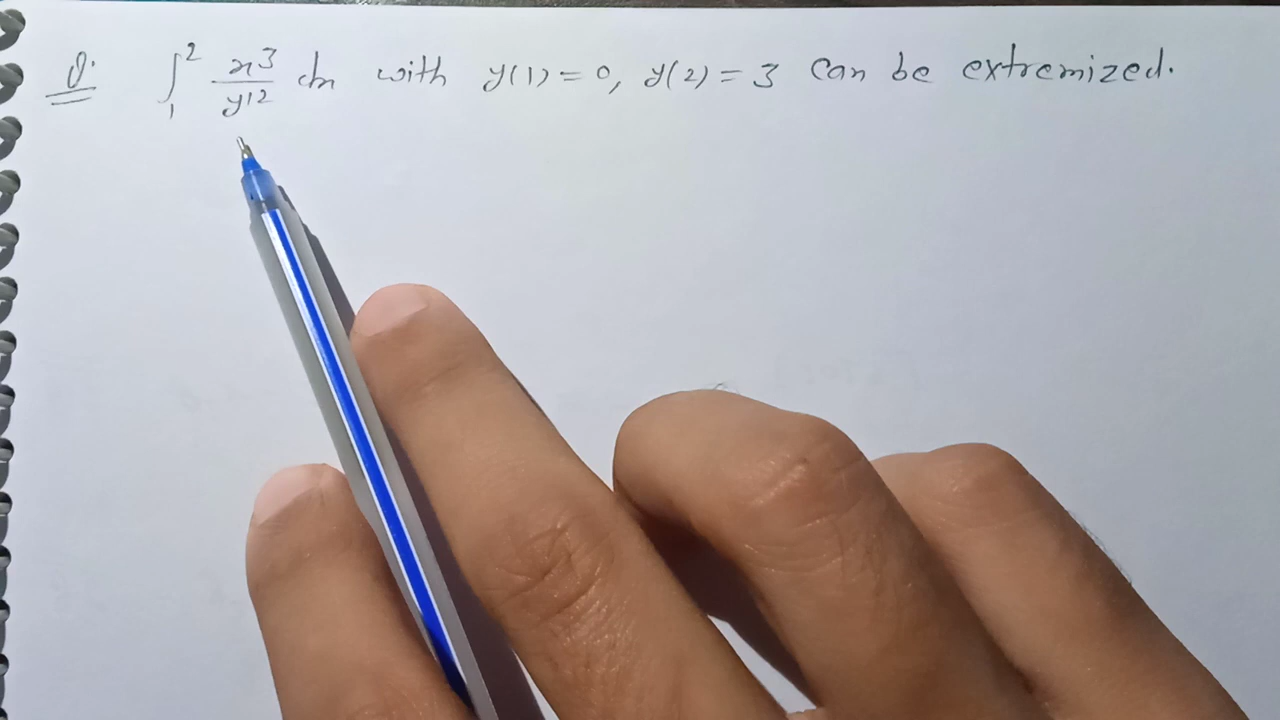 Q. ∫₁² x³/y'² dx with y(1) = 0, y(2) = 3 can be extremized.